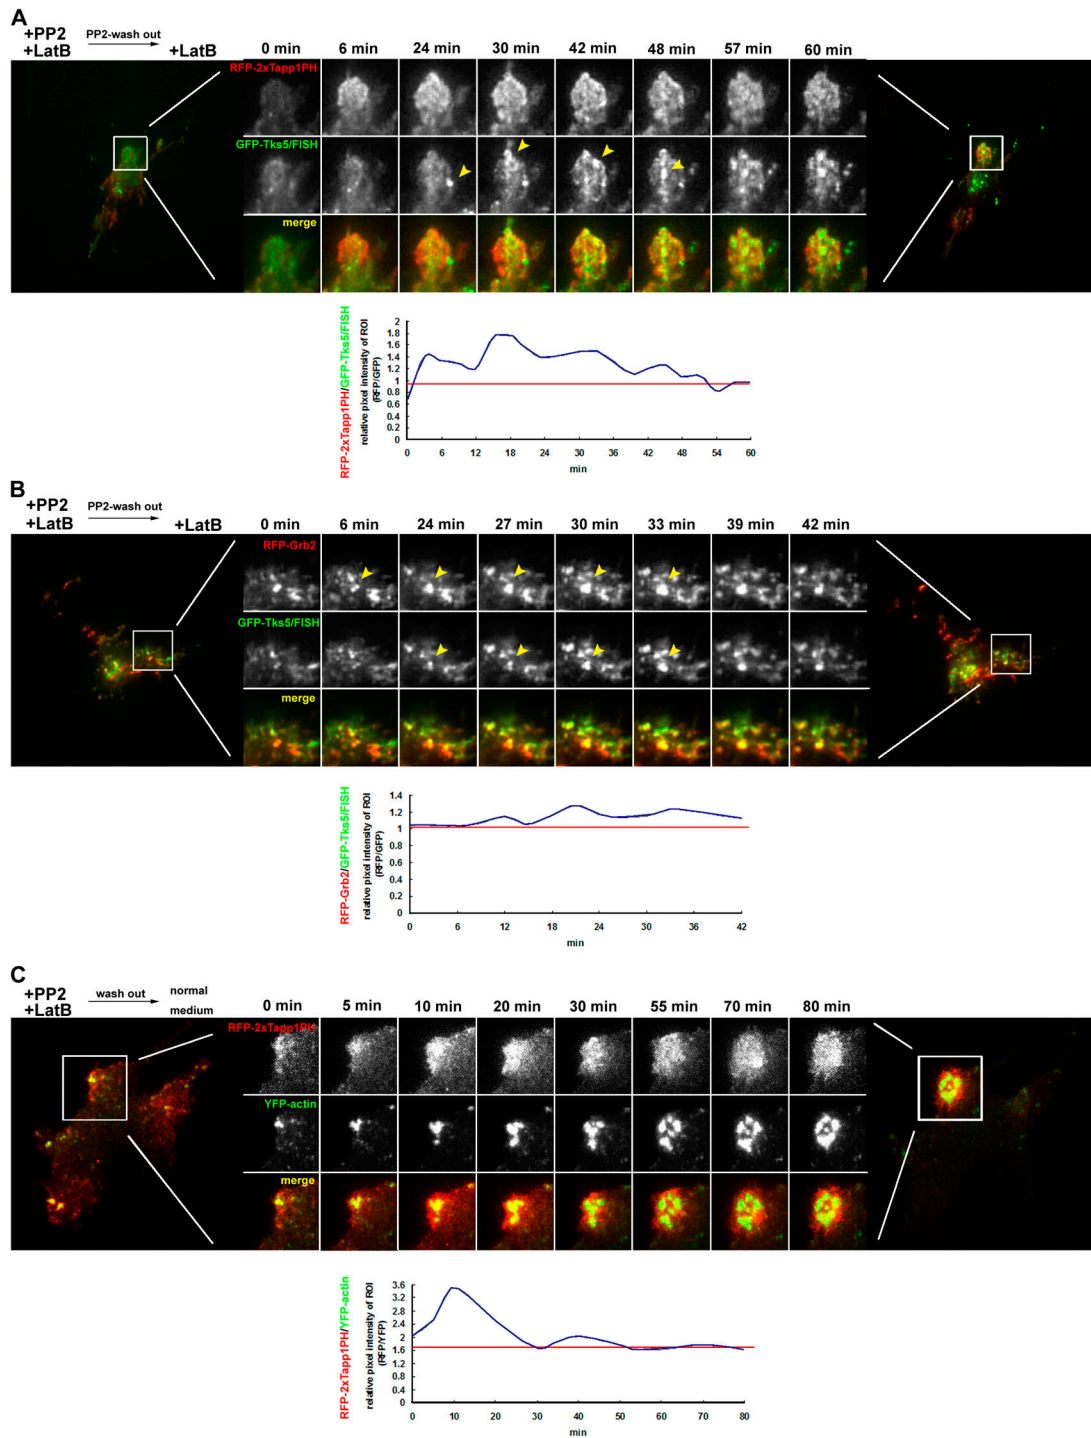 A
+PP2
+LatB
PP2-wash out
+LatB
0 min 6 min 24 min 30 min 42 min 48 min 57 min 60 min
RFP-2xTapp1PH
GFP-Tks5/FISH
merge
RFP-2xTapp1PH/GFP-Tks5/FISH
relative pixel intensity of ROI
(RFP/GFP)
2
1.8
1.6
1.4
1.2
1
0.8
0.6
0.4
0.2
0
0 6 12 18 24 30 36 42 48 54 60
min
B
+PP2
+LatB
PP2-wash out
+LatB
0 min 6 min 24 min 27 min 30 min 33 min 39 min 42 min
RFP-Grb2
GFP-Tks5/FISH
merge
RFP-Grb2/GFP-Tks5/FISH
relative pixel intensity of ROI
(RFP/GFP)
1.4
1.2
1
0.8
0.6
0.4
0.2
0
0 6 12 18 24 30 36 42
min
C
+PP2
+LatB
wash out
normal
medium
0 min 5 min 10 min 20 min 30 min 55 min 70 min 80 min
RFP-2xTapp1PH
YFP-actin
merge
RFP-2xTapp1PH/YFP-actin
relative pixel intensity of ROI
(RFP/YFP)
3.6
3.2
2.8
2.4
2
1.6
1.2
0.8
0.4
0
0 10 20 30 40 50 60 70 80
min